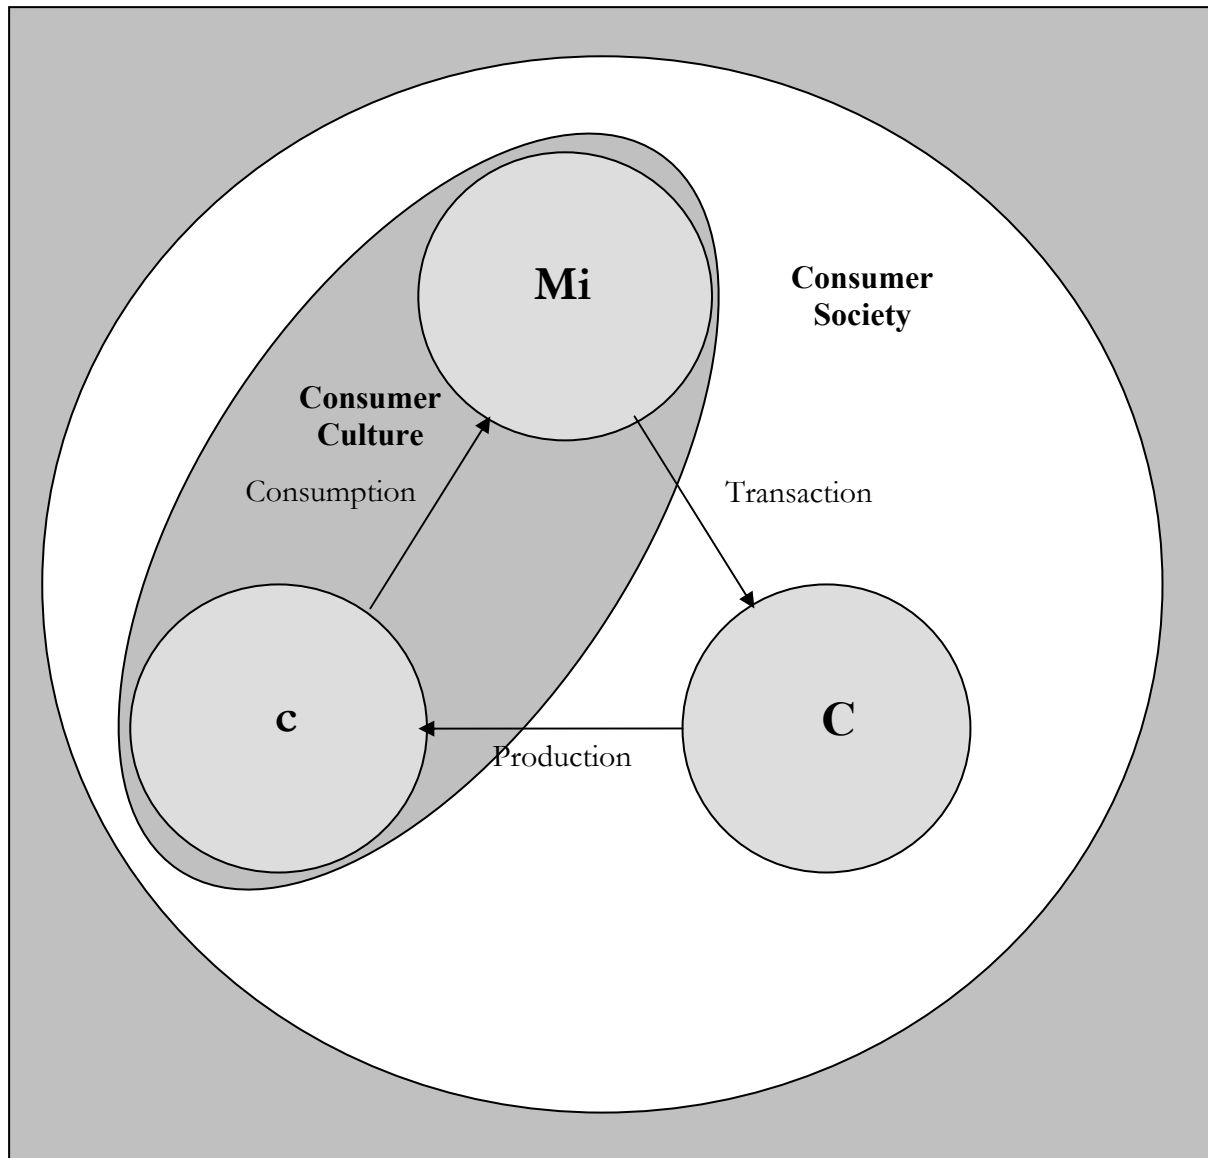 Mi
Consumer
Society
Consumer
Culture
Consumption
Transaction
c
C
Production